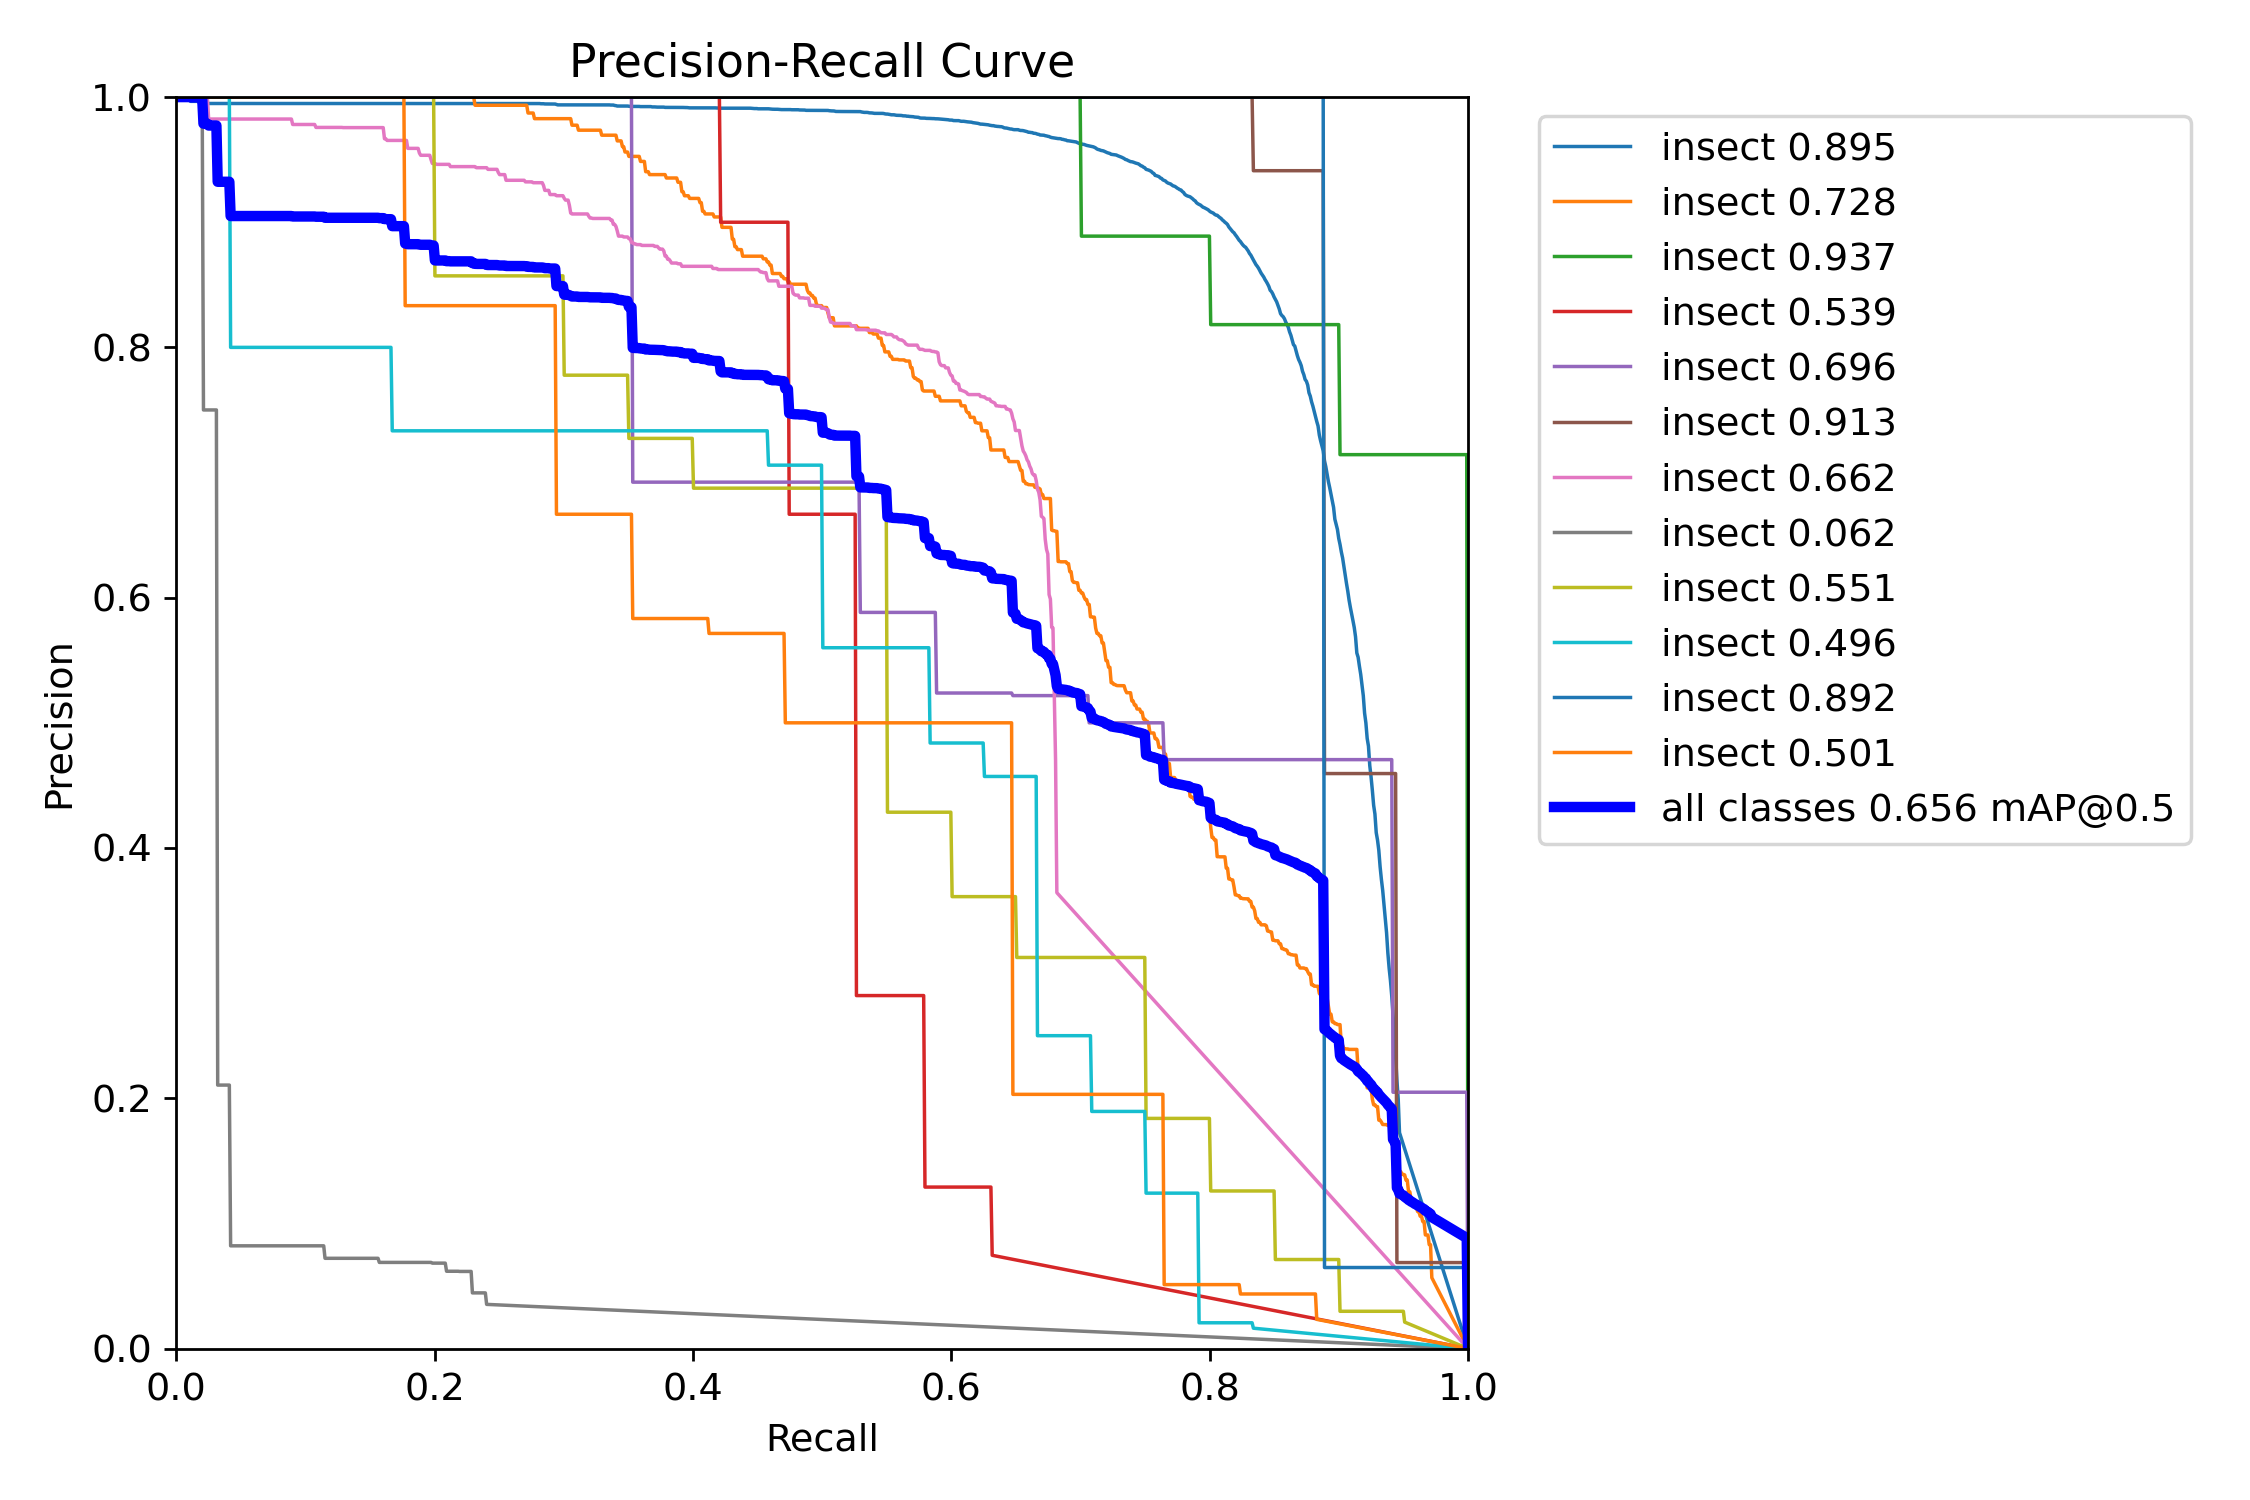 Precision-Recall Curve
1.0
0.8
0.6
0.4
0.2
0.0
Precision
0.0 0.2 0.4 0.6 0.8 1.0
Recall
insect 0.895
insect 0.728
insect 0.937
insect 0.539
insect 0.696
insect 0.913
insect 0.662
insect 0.062
insect 0.551
insect 0.496
insect 0.892
insect 0.501
all classes 0.656 mAP@0.5